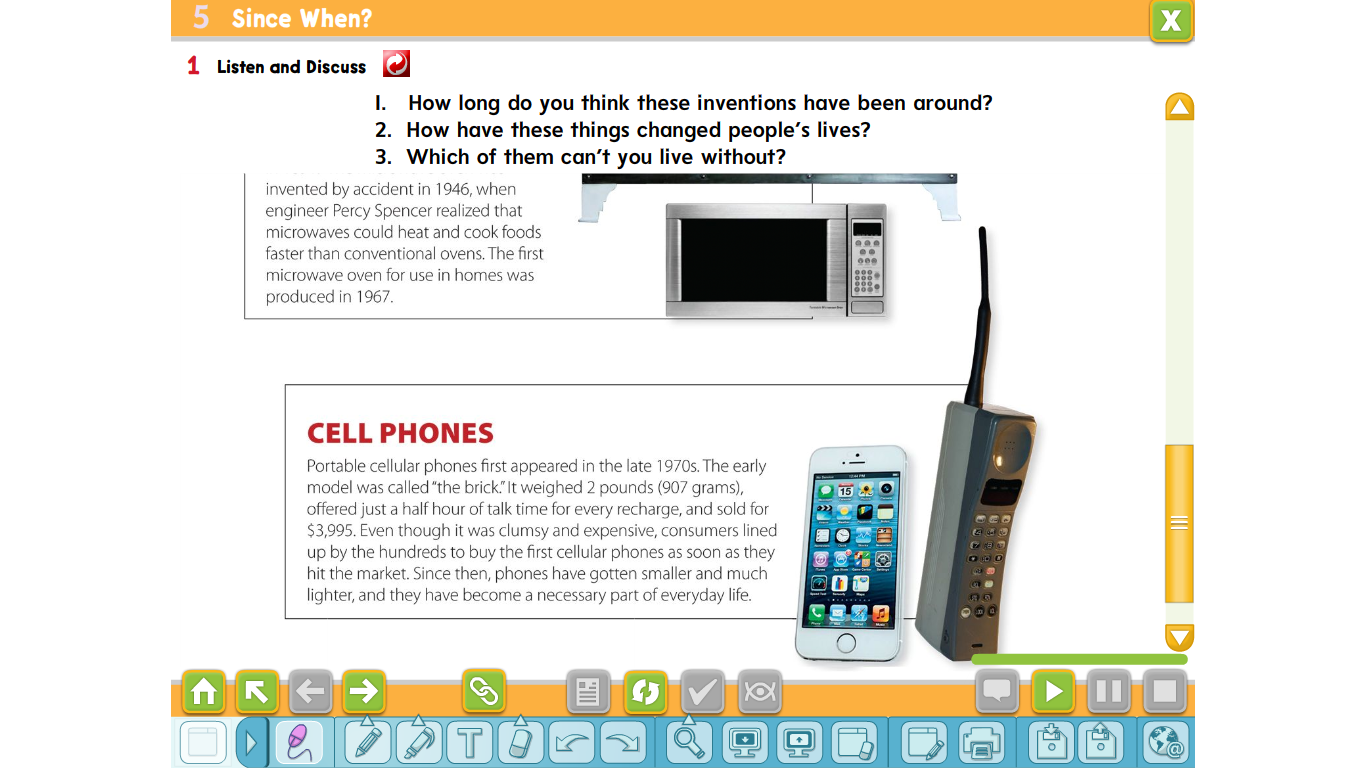 5 Since When?
X
1 Listen and Discuss
1. How long do you think these inventions have been around?
2. How have these things changed people's lives?
3. Which of them can't you live without?
invented by accident in 1946, when
engineer Percy Spencer realized that
microwaves could heat and cook foods
faster than conventional ovens. The first
microwave oven for use in homes was
produced in 1967.
CELL PHONES
Portable cellular phones first appeared in the late 1970s. The early
model was called “the brick.” It weighed 2 pounds (907 grams),
offered just a half hour of talk time for every recharge, and sold for
$3,995. Even though it was clumsy and expensive, consumers lined
up by the hundreds to buy the first cellular phones as soon as they
hit the market. Since then, phones have gotten smaller and much
lighter, and they have become a necessary part of everyday life.
15
T
@